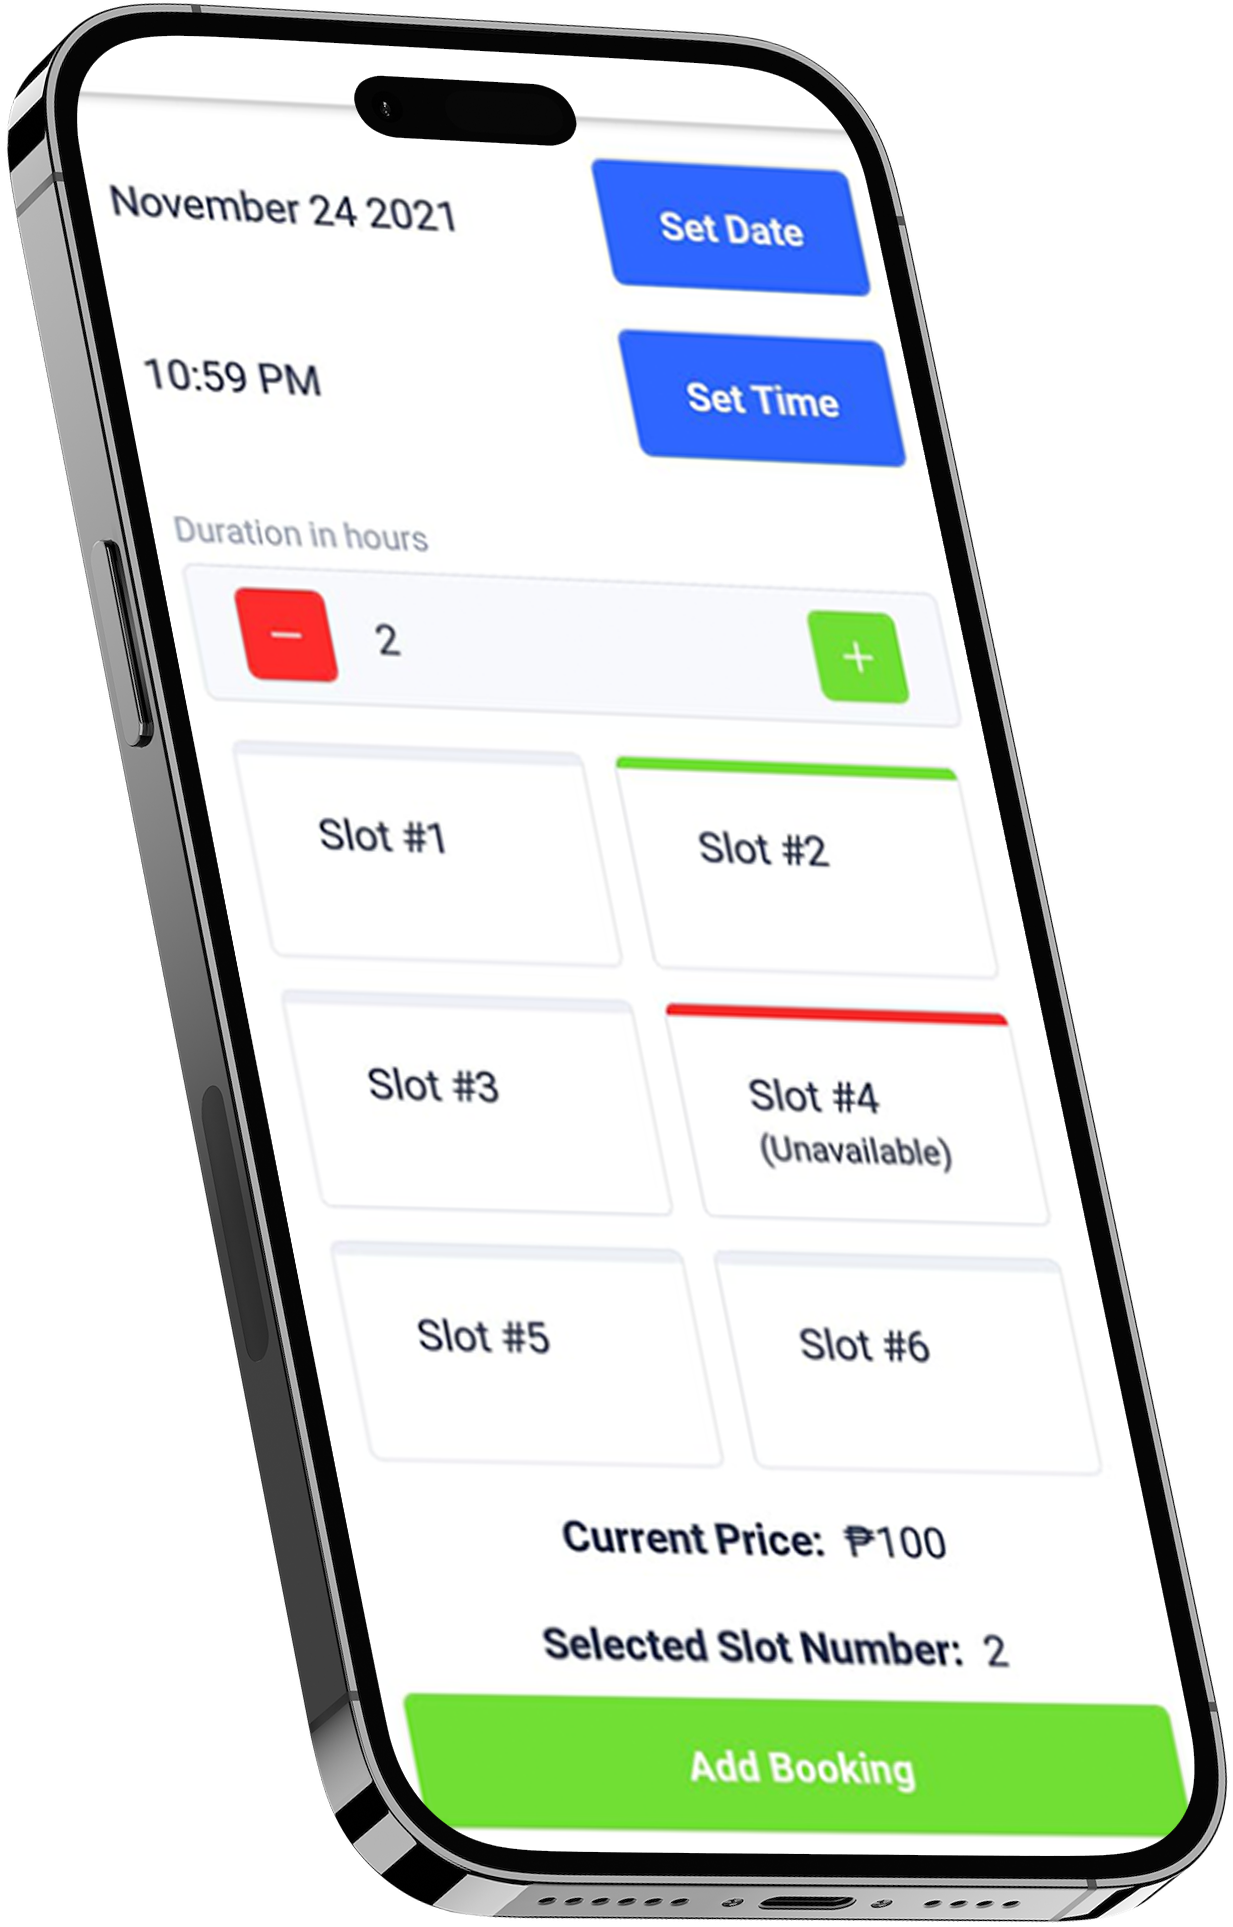 November 24 2021
Set Date
10:59 PM
Set Time
Duration in hours
− 2 +
Slot #1
Slot #2
Slot #3
Slot #4
(Unavailable)
Slot #5
Slot #6
Current Price: ₱100
Selected Slot Number: 2
Add Booking